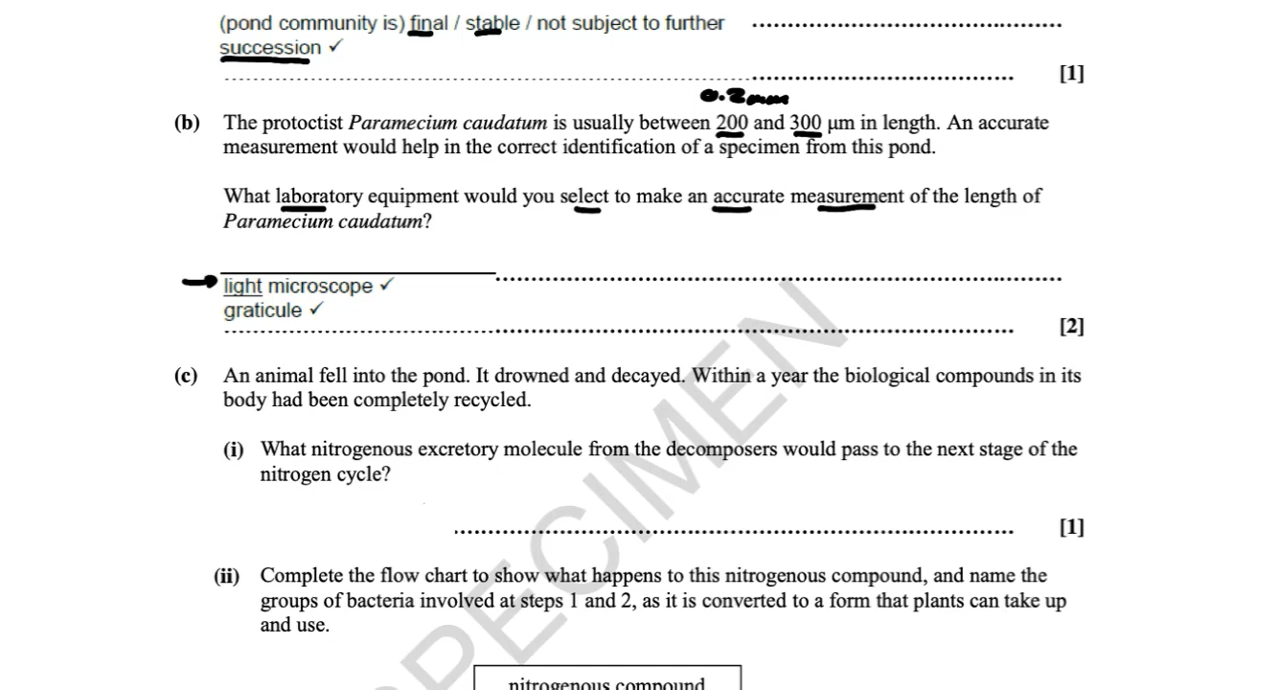 (pond community is) final / stable / not subject to further
succession ✓
[1]
0.2mm
(b) The protoctist Paramecium caudatum is usually between 200 and 300 μm in length. An accurate
measurement would help in the correct identification of a specimen from this pond.
What laboratory equipment would you select to make an accurate measurement of the length of
Paramecium caudatum?
light microscope ✓
graticule ✓
[2]
(c) An animal fell into the pond. It drowned and decayed. Within a year the biological compounds in its
body had been completely recycled.
(i) What nitrogenous excretory molecule from the decomposers would pass to the next stage of the
nitrogen cycle?
[1]
(ii) Complete the flow chart to show what happens to this nitrogenous compound, and name the
groups of bacteria involved at steps 1 and 2, as it is converted to a form that plants can take up
and use.
nitrogenous compound
SPECIMEN